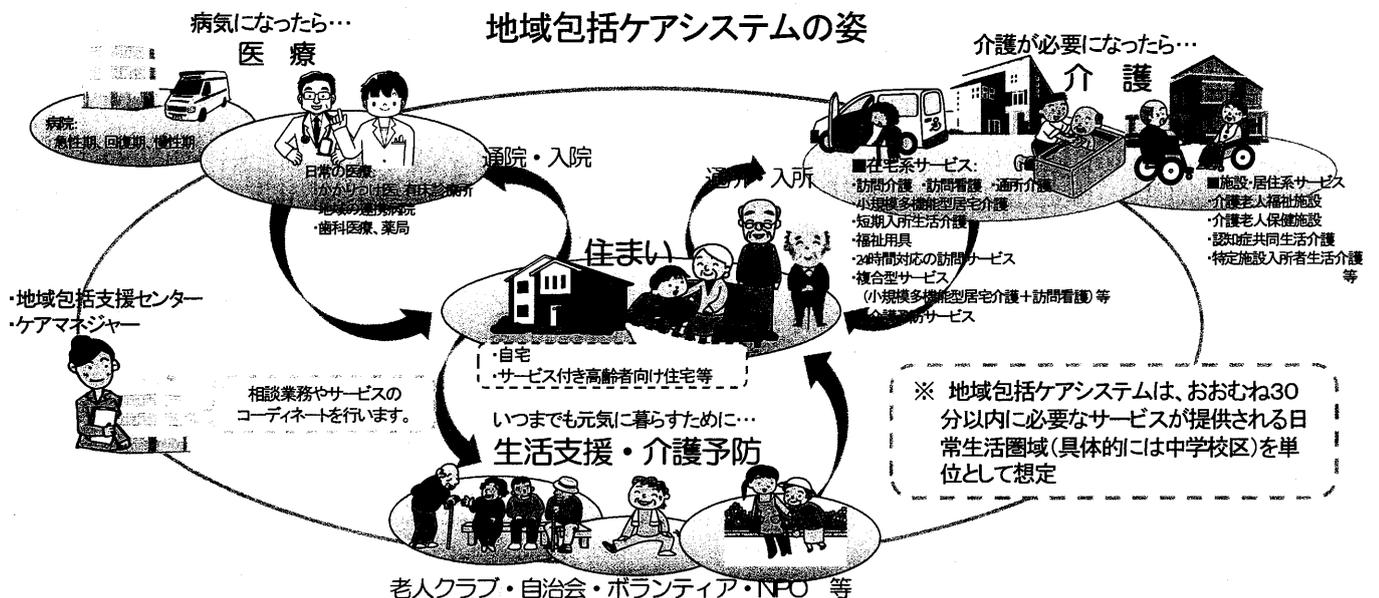 地域包括ケアシステムの姿
病気になったら…
医 療
病院:
急性期、回復期、慢性期
日常の医療:
・かかりつけ医、有床診療所
・地域の連携病院
・歯科医療、薬局
通院・入院
通所・入所
介護が必要になったら…
介 護
■在宅系サービス:
・訪問介護 ・訪問看護 ・通所介護
・小規模多機能型居宅介護
・短期入所生活介護
・福祉用具
・24時間対応の訪問サービス
・複合型サービス
(小規模多機能型居宅介護+訪問看護)等
・介護予防サービス
■施設・居住系サービス
・介護老人福祉施設
・介護老人保健施設
・認知症共同生活介護
・特定施設入所者生活介護
等
住まい
・自宅
・サービス付き高齢者向け住宅等
・地域包括支援センター
・ケアマネジャー
相談業務やサービスの
コーディネートを行います。
いつまでも元気に暮らすために…
生活支援・介護予防
老人クラブ・自治会・ボランティア・NPO 等
※ 地域包括ケアシステムは、おおむね30
分以内に必要なサービスが提供される日
常生活圏域(具体的には中学校区)を単
位として想定